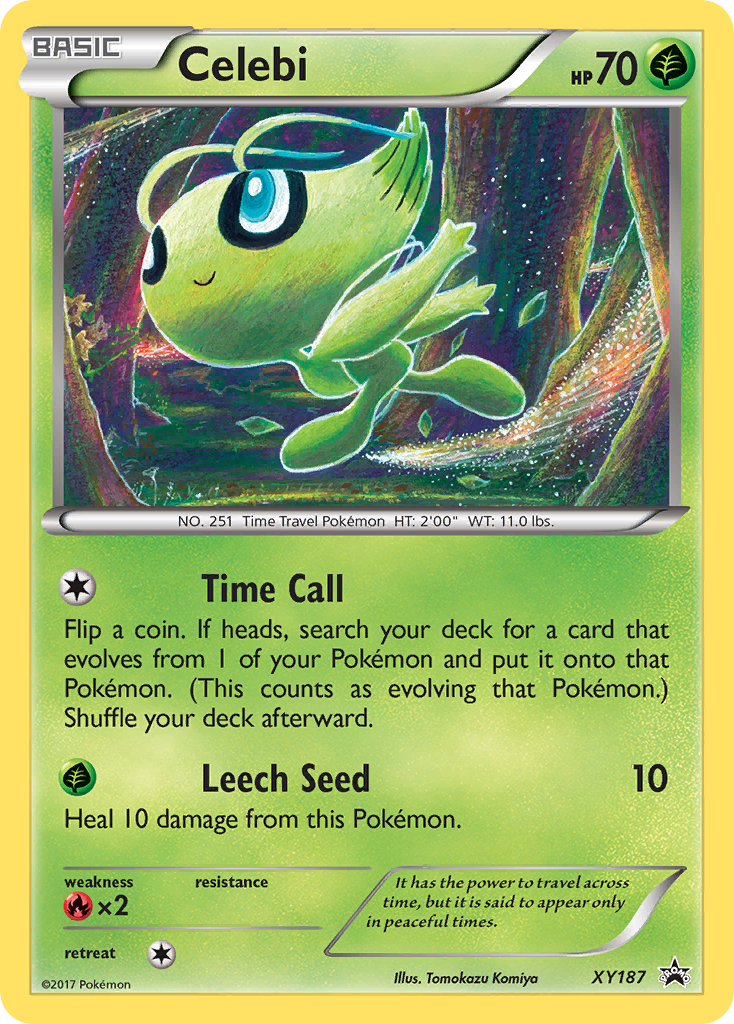 BASIC
Celebi
HP 70
NO. 251 Time Travel Pokémon HT: 2'00" WT: 11.0 lbs.
Time Call
Flip a coin. If heads, search your deck for a card that
evolves from 1 of your Pokémon and put it onto that
Pokémon. (This counts as evolving that Pokémon.)
Shuffle your deck afterward.
Leech Seed 10
Heal 10 damage from this Pokémon.
weakness resistance
×2
It has the power to travel across
time, but it is said to appear only
in peaceful times.
retreat
©2017 Pokémon
Illus. Tomokazu Komiya
XY187
PROMO